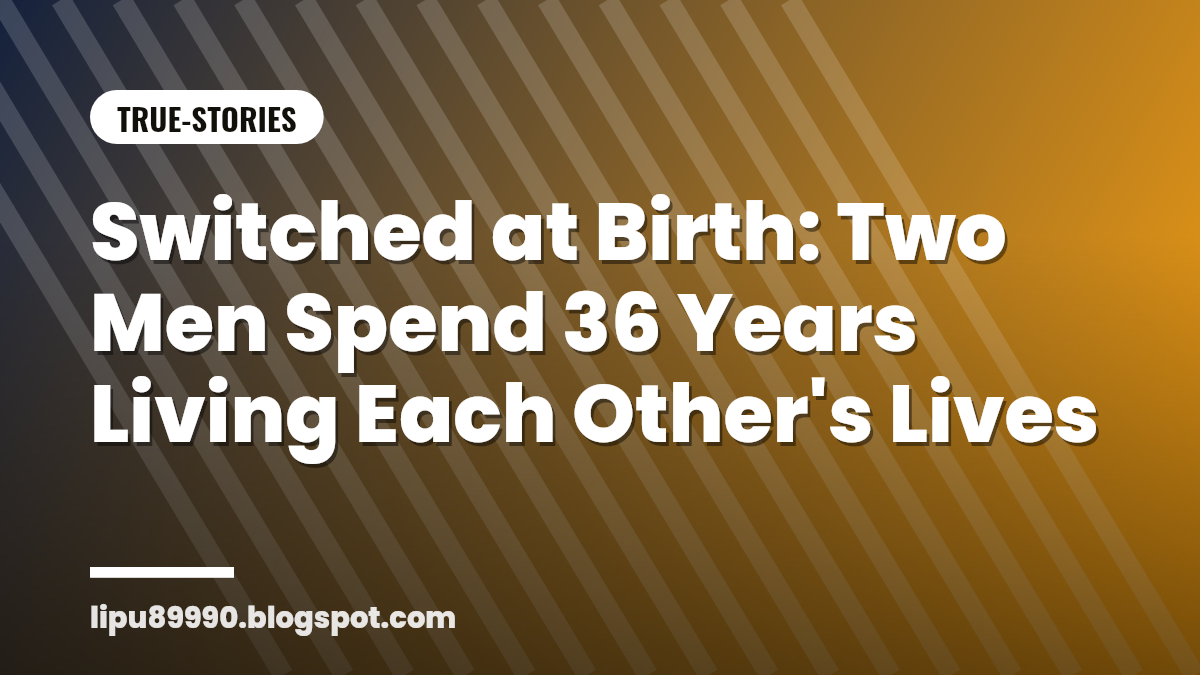 TRUE-STORIES
Switched at Birth: Two
Men Spend 36 Years
Living Each Other's Lives
lipu89990.blogspot.com